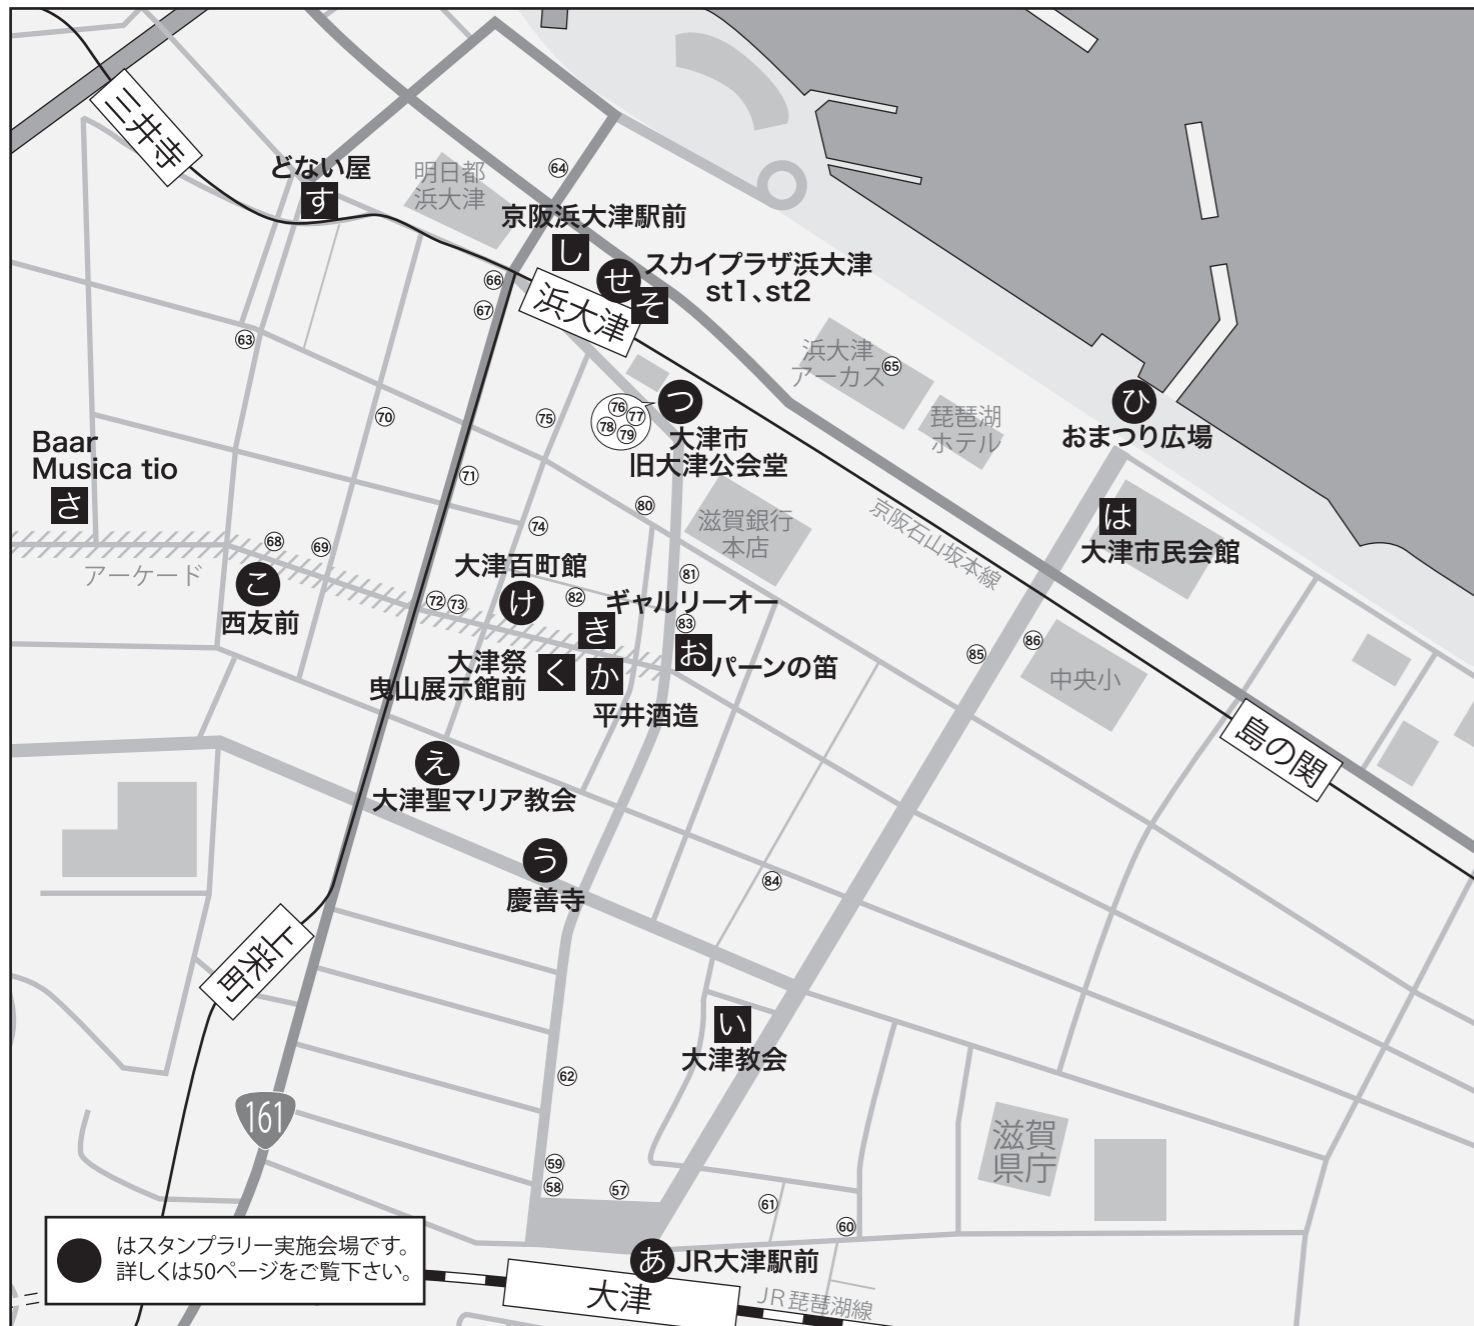 三井寺
どない屋
す
明日都
浜大津
64
京阪浜大津駅前
し
せ
スカイプラザ浜大津
st1、st2
そ
浜大津
66
67
63
浜大津
アーカス
65
琵琶湖
ホテル
ひ
おまつり広場
70
75
76
77
78
79
つ
大津市
旧大津公会堂
Baar
Musica tio
さ
71
80
74
滋賀銀行
本店
京阪石山坂本線
は
大津市民会館
アーケード
68
69
こ
西友前
72
73
大津百町館
け
82
81
ギャルリーオー
き
83
お
パーンの笛
大津祭
曳山展示館前
く
か
平井酒造
85
86
中央小
島の関
え
大津聖マリア教会
う
慶善寺
84
上栄町
い
大津教会
161
62
59
58
57
61
60
滋賀
県庁
あ
JR大津駅前
大津
JR琵琶湖線
はスタンプラリー実施会場です。
詳しくは50ページをご覧下さい。
ニ